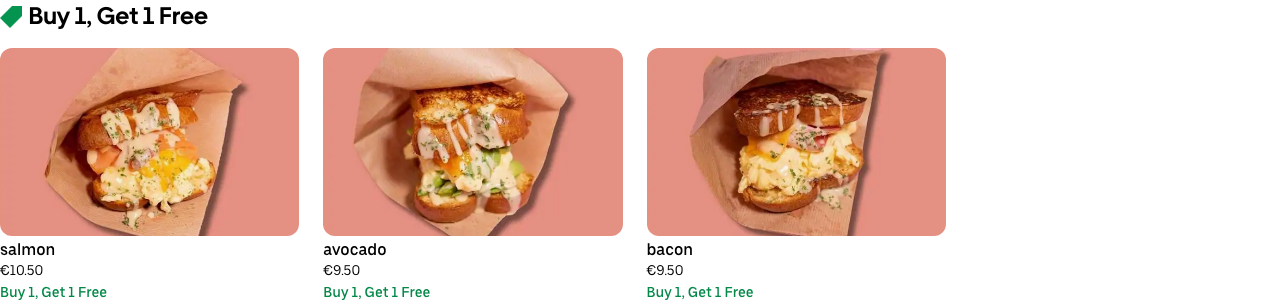 Buy 1, Get 1 Free
salmon
€10.50
Buy 1, Get 1 Free
avocado
€9.50
Buy 1, Get 1 Free
bacon
€9.50
Buy 1, Get 1 Free